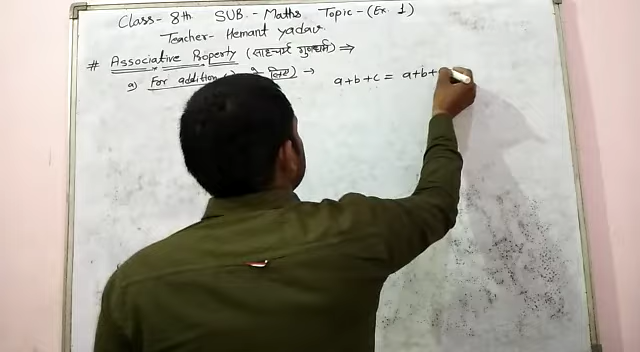 Class- 8th SUB.- Maths Topic-(Ex. 1)
Teacher- Hemant yadav.
# Associative Property (साहचर्य गुणधर्म) ⇒
a) For addition के लिए) → a+b+c = a+b+